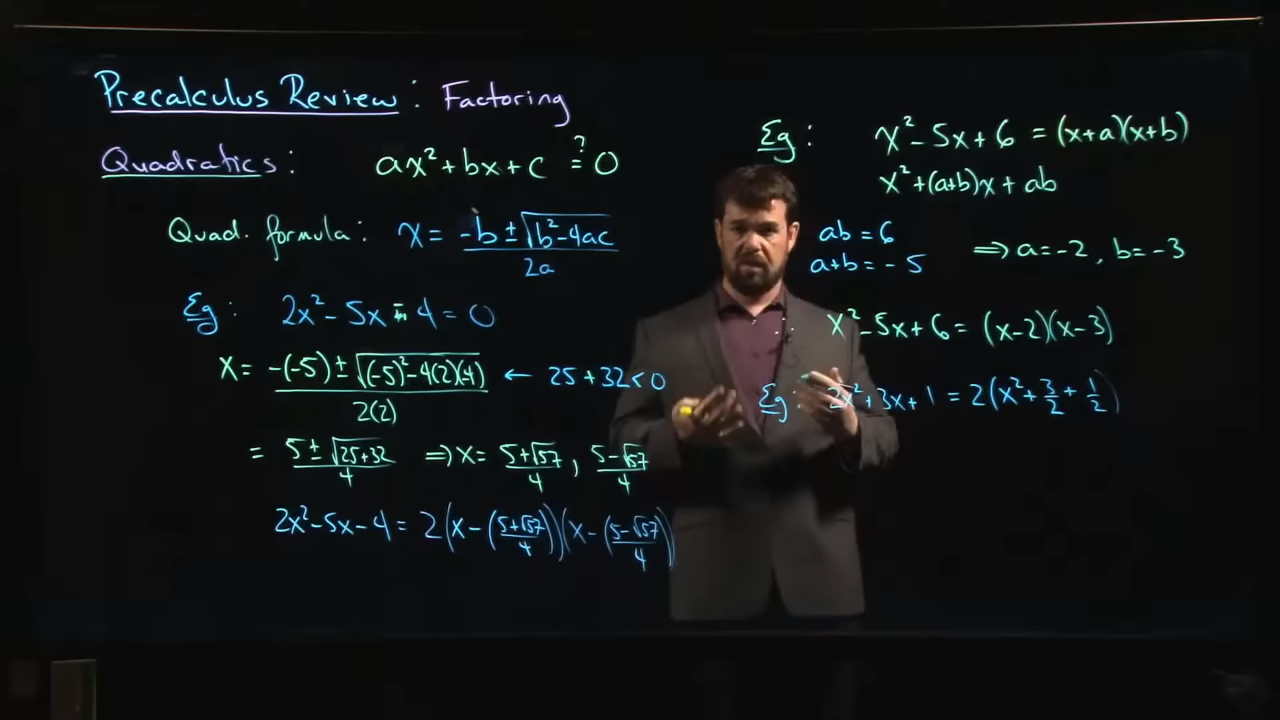 Precalculus Review: Factoring
Quadratics: ax² + bx + c ≟ 0
Quad. formula: x = (-b ± √(b²-4ac))/2a
Eg: 2x² - 5x - 4 = 0
x = (-(-5) ± √((-5)²-4(2)(-4)))/2(2) ← 25+32<0
= (5 ± √(25+32))/4 ⇒ x = (5+√57)/4, (5-√57)/4
2x² - 5x - 4 = 2(x - ((5+√57)/4))(x - ((5-√57)/4))
Eg: x² - 5x + 6 = (x+a)(x+b)
x² + (a+b)x + ab
ab = 6
a+b = -5
⇒ a = -2, b = -3
x² - 5x + 6 = (x-2)(x-3)
Eg: 2x² + 3x + 1 = 2(x² + 3/2 + 1/2)